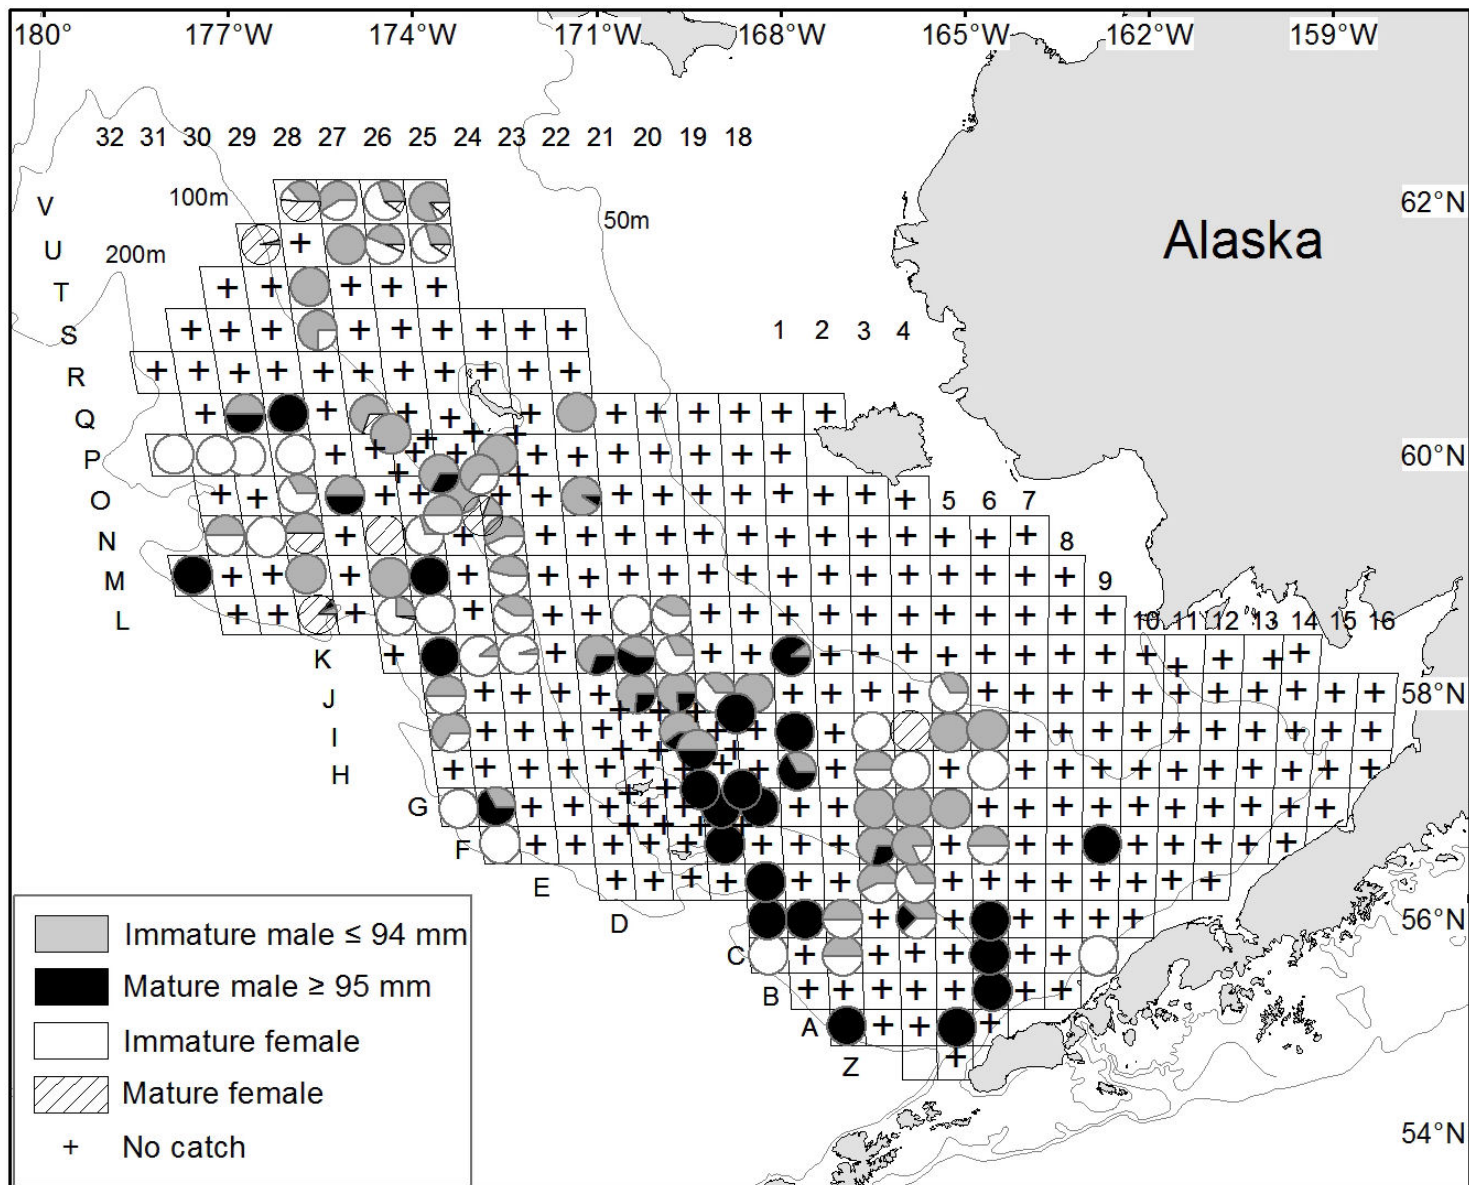 180° 177°W 174°W 171°W 168°W 165°W 162°W 159°W
32 31 30 29 28 27 26 25 24 23 22 21 20 19 18
V 100m 62°N
50m
U 200m Alaska
T
S 1 2 3 4
R
Q
P 60°N
O 5 6 7
N 8
M 9
L 10 11 12 13 14 15 16
K
J 58°N
I
H
G
F
E
D 56°N
C
B
A
Z
Immature male ≤ 94 mm
Mature male ≥ 95 mm
Immature female
Mature female
+ No catch
54°N